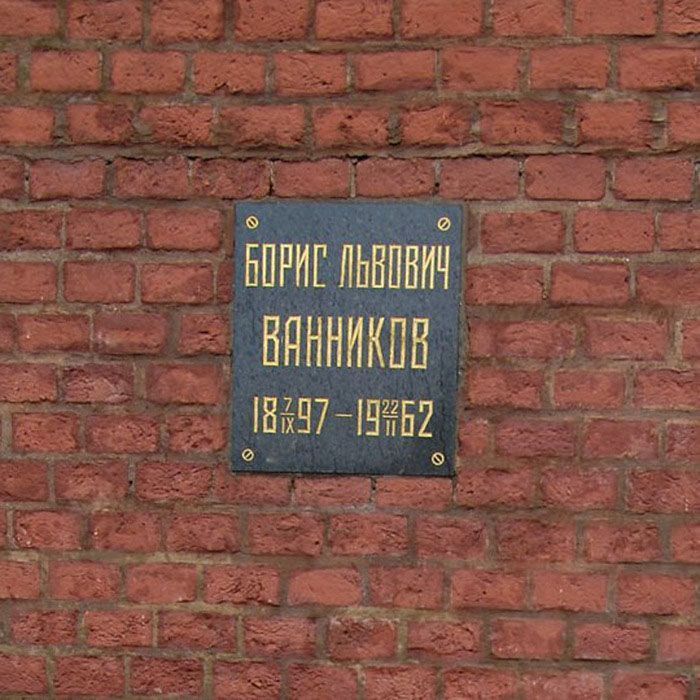 БОРИС ЛЬВОВИЧ
ВАННИКОВ
18 7/IX 97 – 19 22/II 62